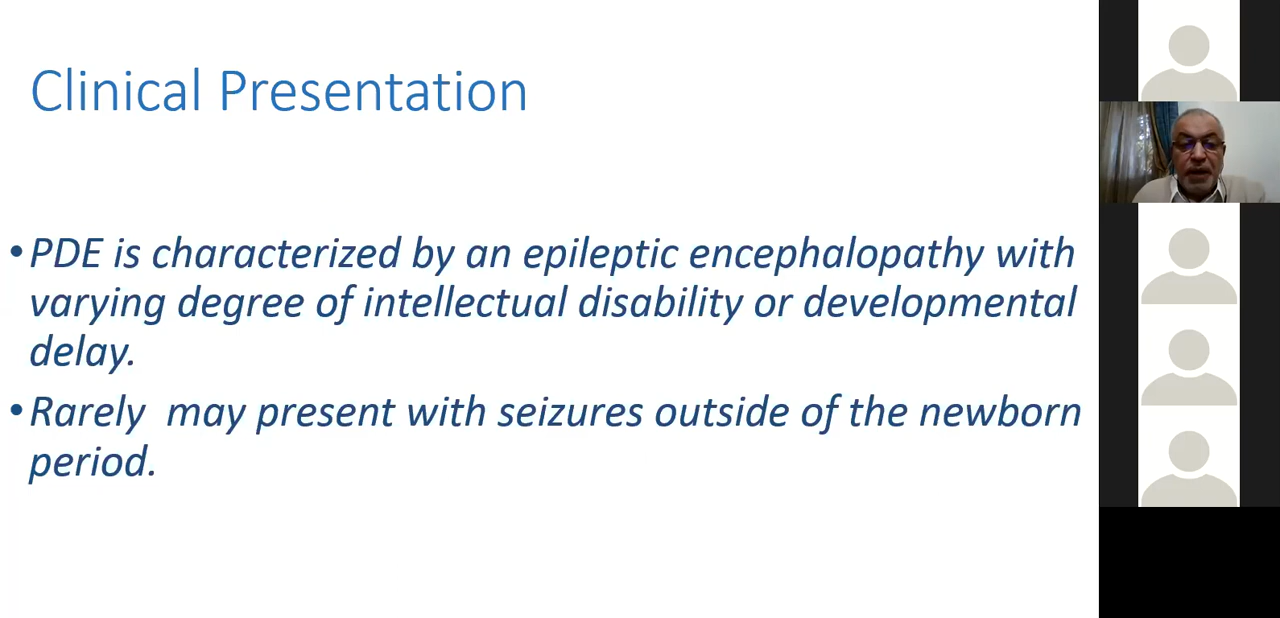 Clinical Presentation
• PDE is characterized by an epileptic encephalopathy with
varying degree of intellectual disability or developmental
delay.
• Rarely  may present with seizures outside of the newborn
period.